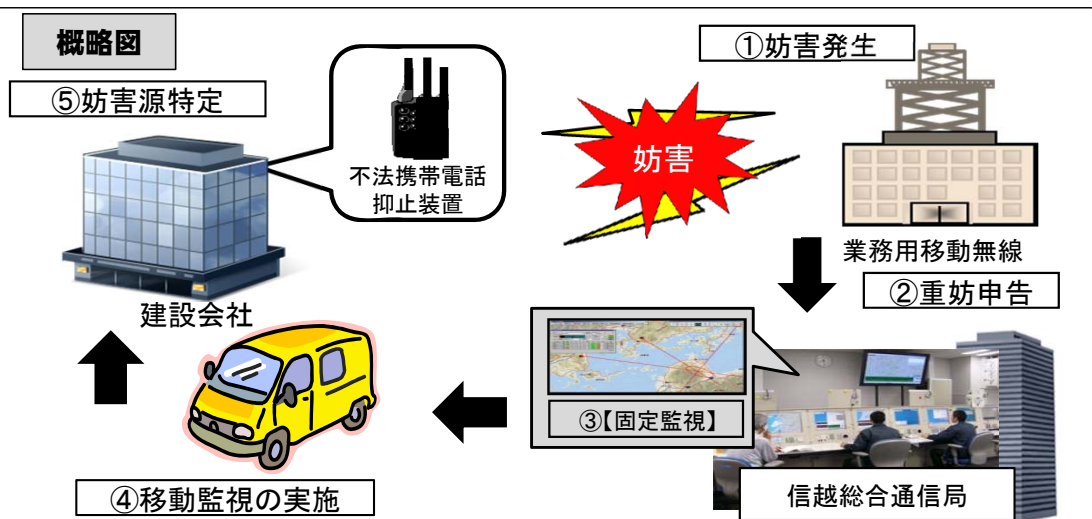 概略図
⑤妨害源特定
不法携帯電話
抑止装置
建設会社
①妨害発生
妨害
業務用移動無線
②重妨申告
③【固定監視】
信越総合通信局
④移動監視の実施